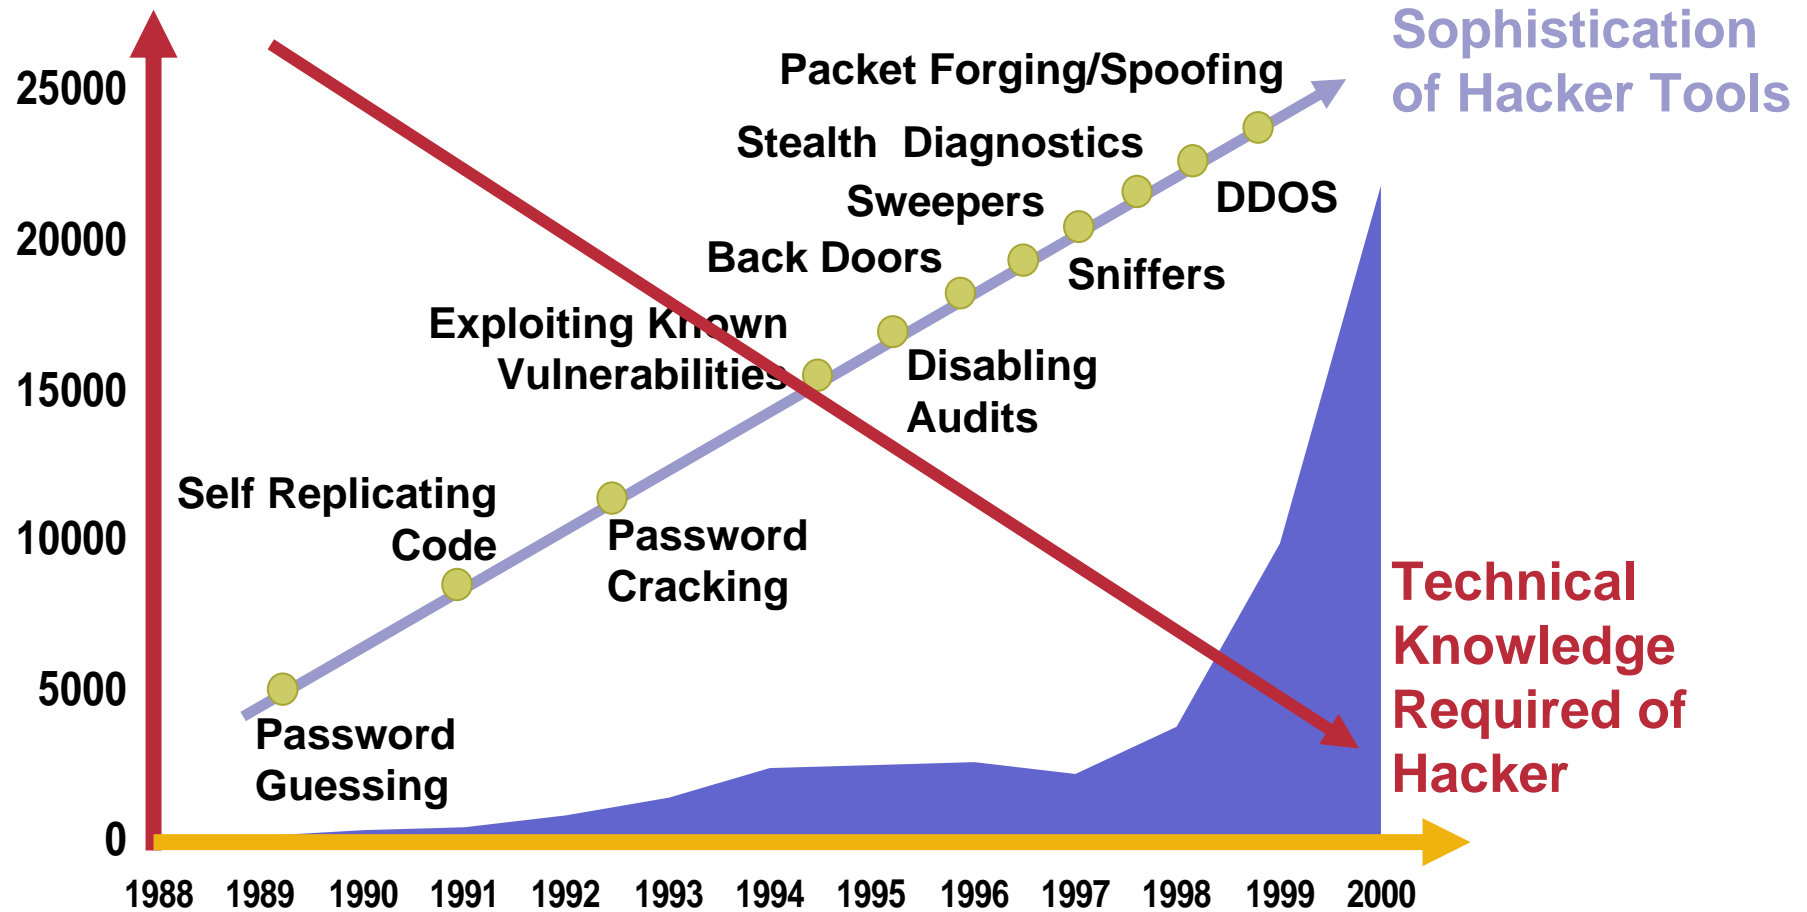 Sophistication
of Hacker Tools
Packet Forging/Spoofing
25000
Stealth Diagnostics
Sweepers
DDOS
20000
Back Doors
Sniffers
Exploiting Known
Vulnerabilities
15000
Disabling
Audits
Self Replicating
Code
10000
Password
Cracking
Technical
Knowledge
Required of
Hacker
5000
Password
Guessing
0
1988 1989 1990 1991 1992 1993 1994 1995 1996 1997 1998 1999 2000